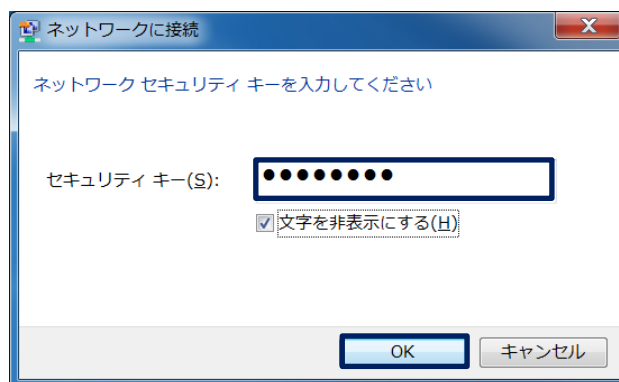 ネットワークに接続
ネットワーク セキュリティ キーを入力してください
セキュリティ キー(S):
●●●●●●●●
文字を非表示にする(H)
OK
キャンセル